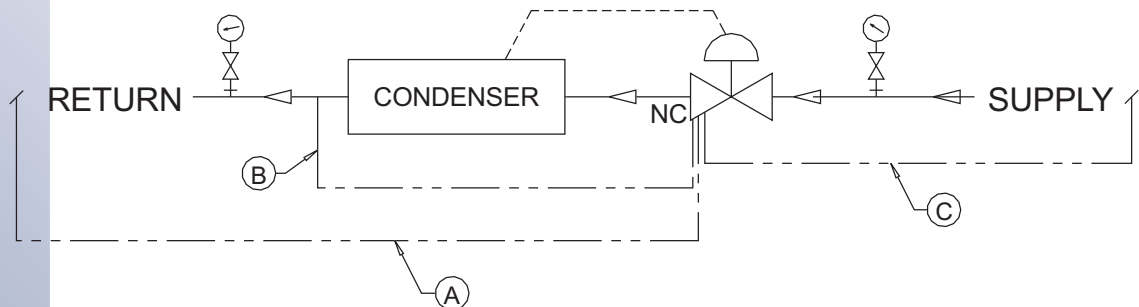 RETURN
CONDENSER
NC
SUPPLY
B
C
A